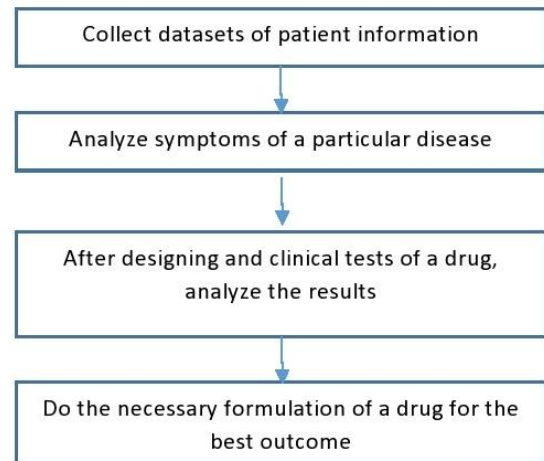 Collect datasets of patient information
Analyze symptoms of a particular disease
After designing and clinical tests of a drug,
analyze the results
Do the necessary formulation of a drug for the
best outcome